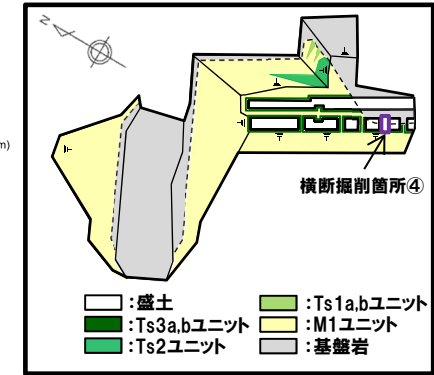 N
m)
横断掘削箇所④
:盛土
:Ts1a,bユニット
:Ts3a,bユニット
:M1ユニット
:Ts2ユニット
:基盤岩